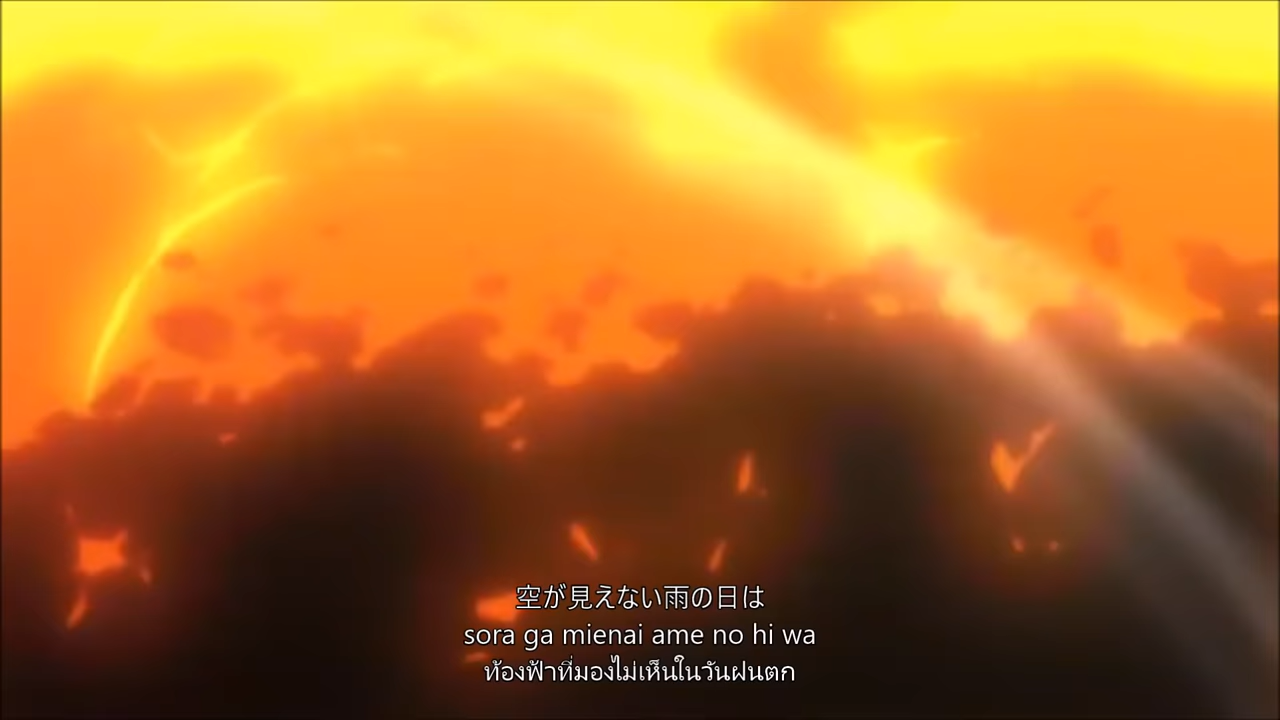 空が見えない雨の日は
sora ga mienai ame no hi wa
ท้องฟ้าที่มองไม่เห็นในวันฝนตก